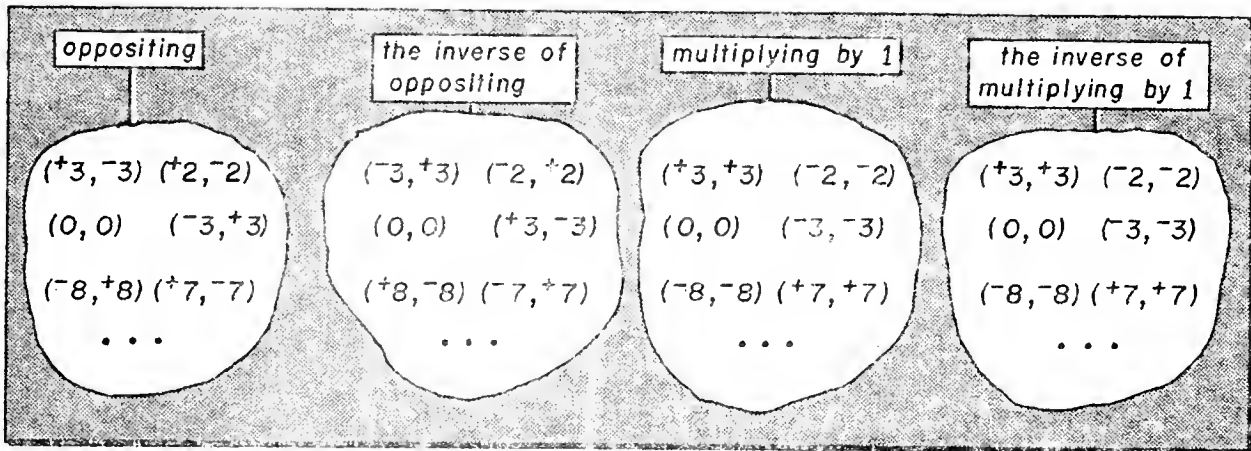 oppositing
(⁺3,⁻3) (⁺2,⁻2)
(0,0) (⁻3,⁺3)
(⁻8,⁺8) (⁺7,⁻7)
...
the inverse of
oppositing
(⁻3,⁺3) (⁻2,⁺2)
(0,0) (⁺3,⁻3)
(⁺8,⁻8) (⁻7,⁺7)
...
multiplying by 1
(⁺3,⁺3) (⁻2,⁻2)
(0,0) (⁻3,⁻3)
(⁻8,⁻8) (⁺7,⁺7)
...
the inverse of
multiplying by 1
(⁺3,⁺3) (⁻2,⁻2)
(0,0) (⁻3,⁻3)
(⁻8,⁻8) (⁺7,⁺7)
...